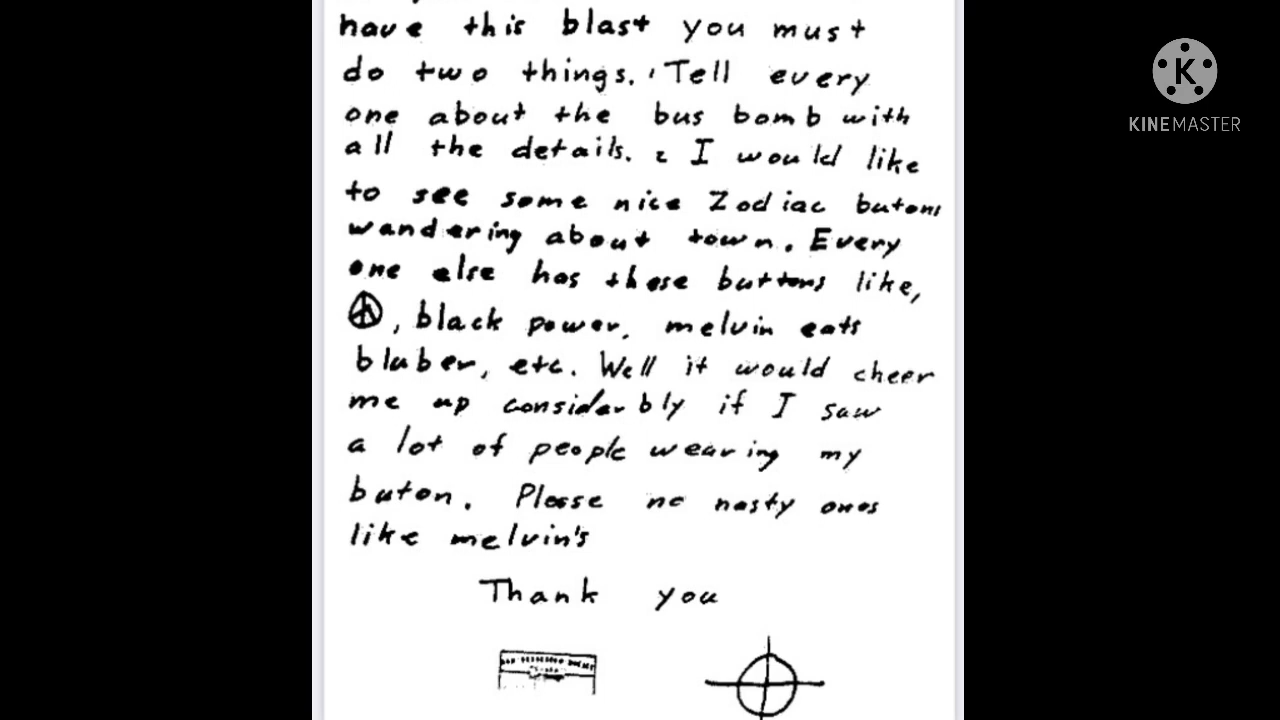 have this blast you must
do two things. 1 Tell every
one about the bus bomb with
all the details. 2 I would like
to see some nice Zodiac butons
wandering about town. Every
one else has these buttons like,
☮, black power, melvin eats
bluber, etc. Well it would cheer
me up considerbly if I saw
a lot of people wearing my
buton. Please no nasty ones
like melvin's
Thank you
K
KINEMASTER